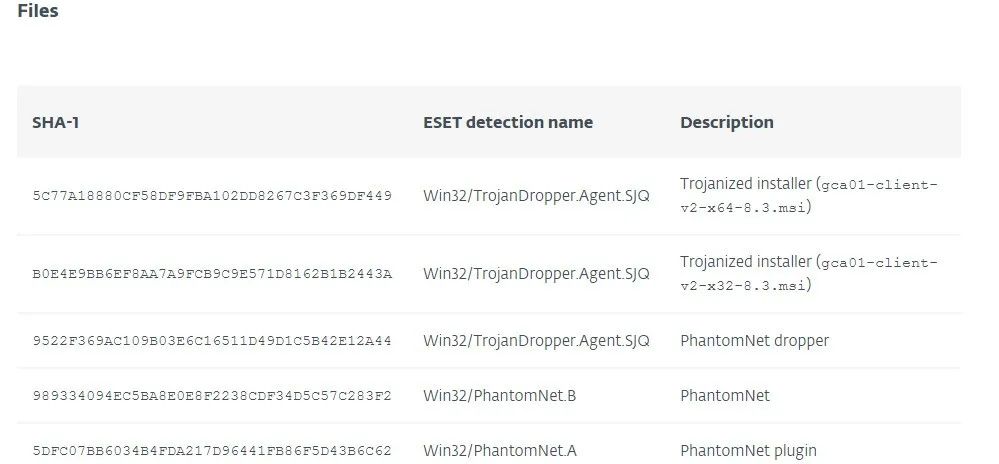 Files
SHA-1 ESET detection name Description
5C77A18880CF58DF9FBA102DD8267C3F369DF449 Win32/TrojanDropper.Agent.SJQ Trojanized installer (gca01-client-
v2-x64-8.3.msi)
B0E4E9BB6EF8AA7A9FCB9C9E571D8162B1B2443A Win32/TrojanDropper.Agent.SJQ Trojanized installer (gca01-client-
v2-x32-8.3.msi)
9522F369AC109B03E6C16511D49D1C5B42E12A44 Win32/TrojanDropper.Agent.SJQ PhantomNet dropper
989334094EC5BA8E0E8F2238CDF34D5C57C283F2 Win32/PhantomNet.B PhantomNet
5DFC07BB6034B4FDA217D96441FB86F5D43B6C62 Win32/PhantomNet.A PhantomNet plugin